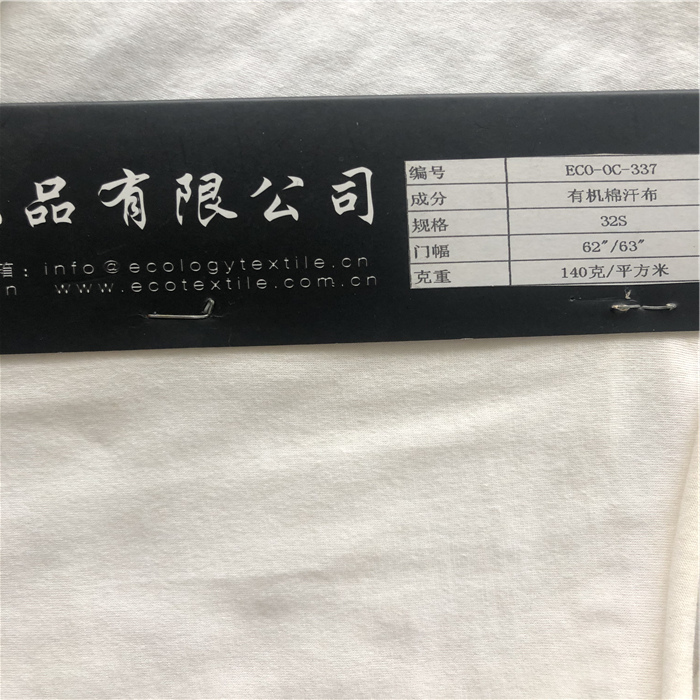 品有限公司
箱：info@ecologytextile.cn
n www.ecotextile.com.cn
编号 ECO-OC-337
成分 有机棉汗布
规格 32S
门幅 62"/63"
克重 140克/平方米